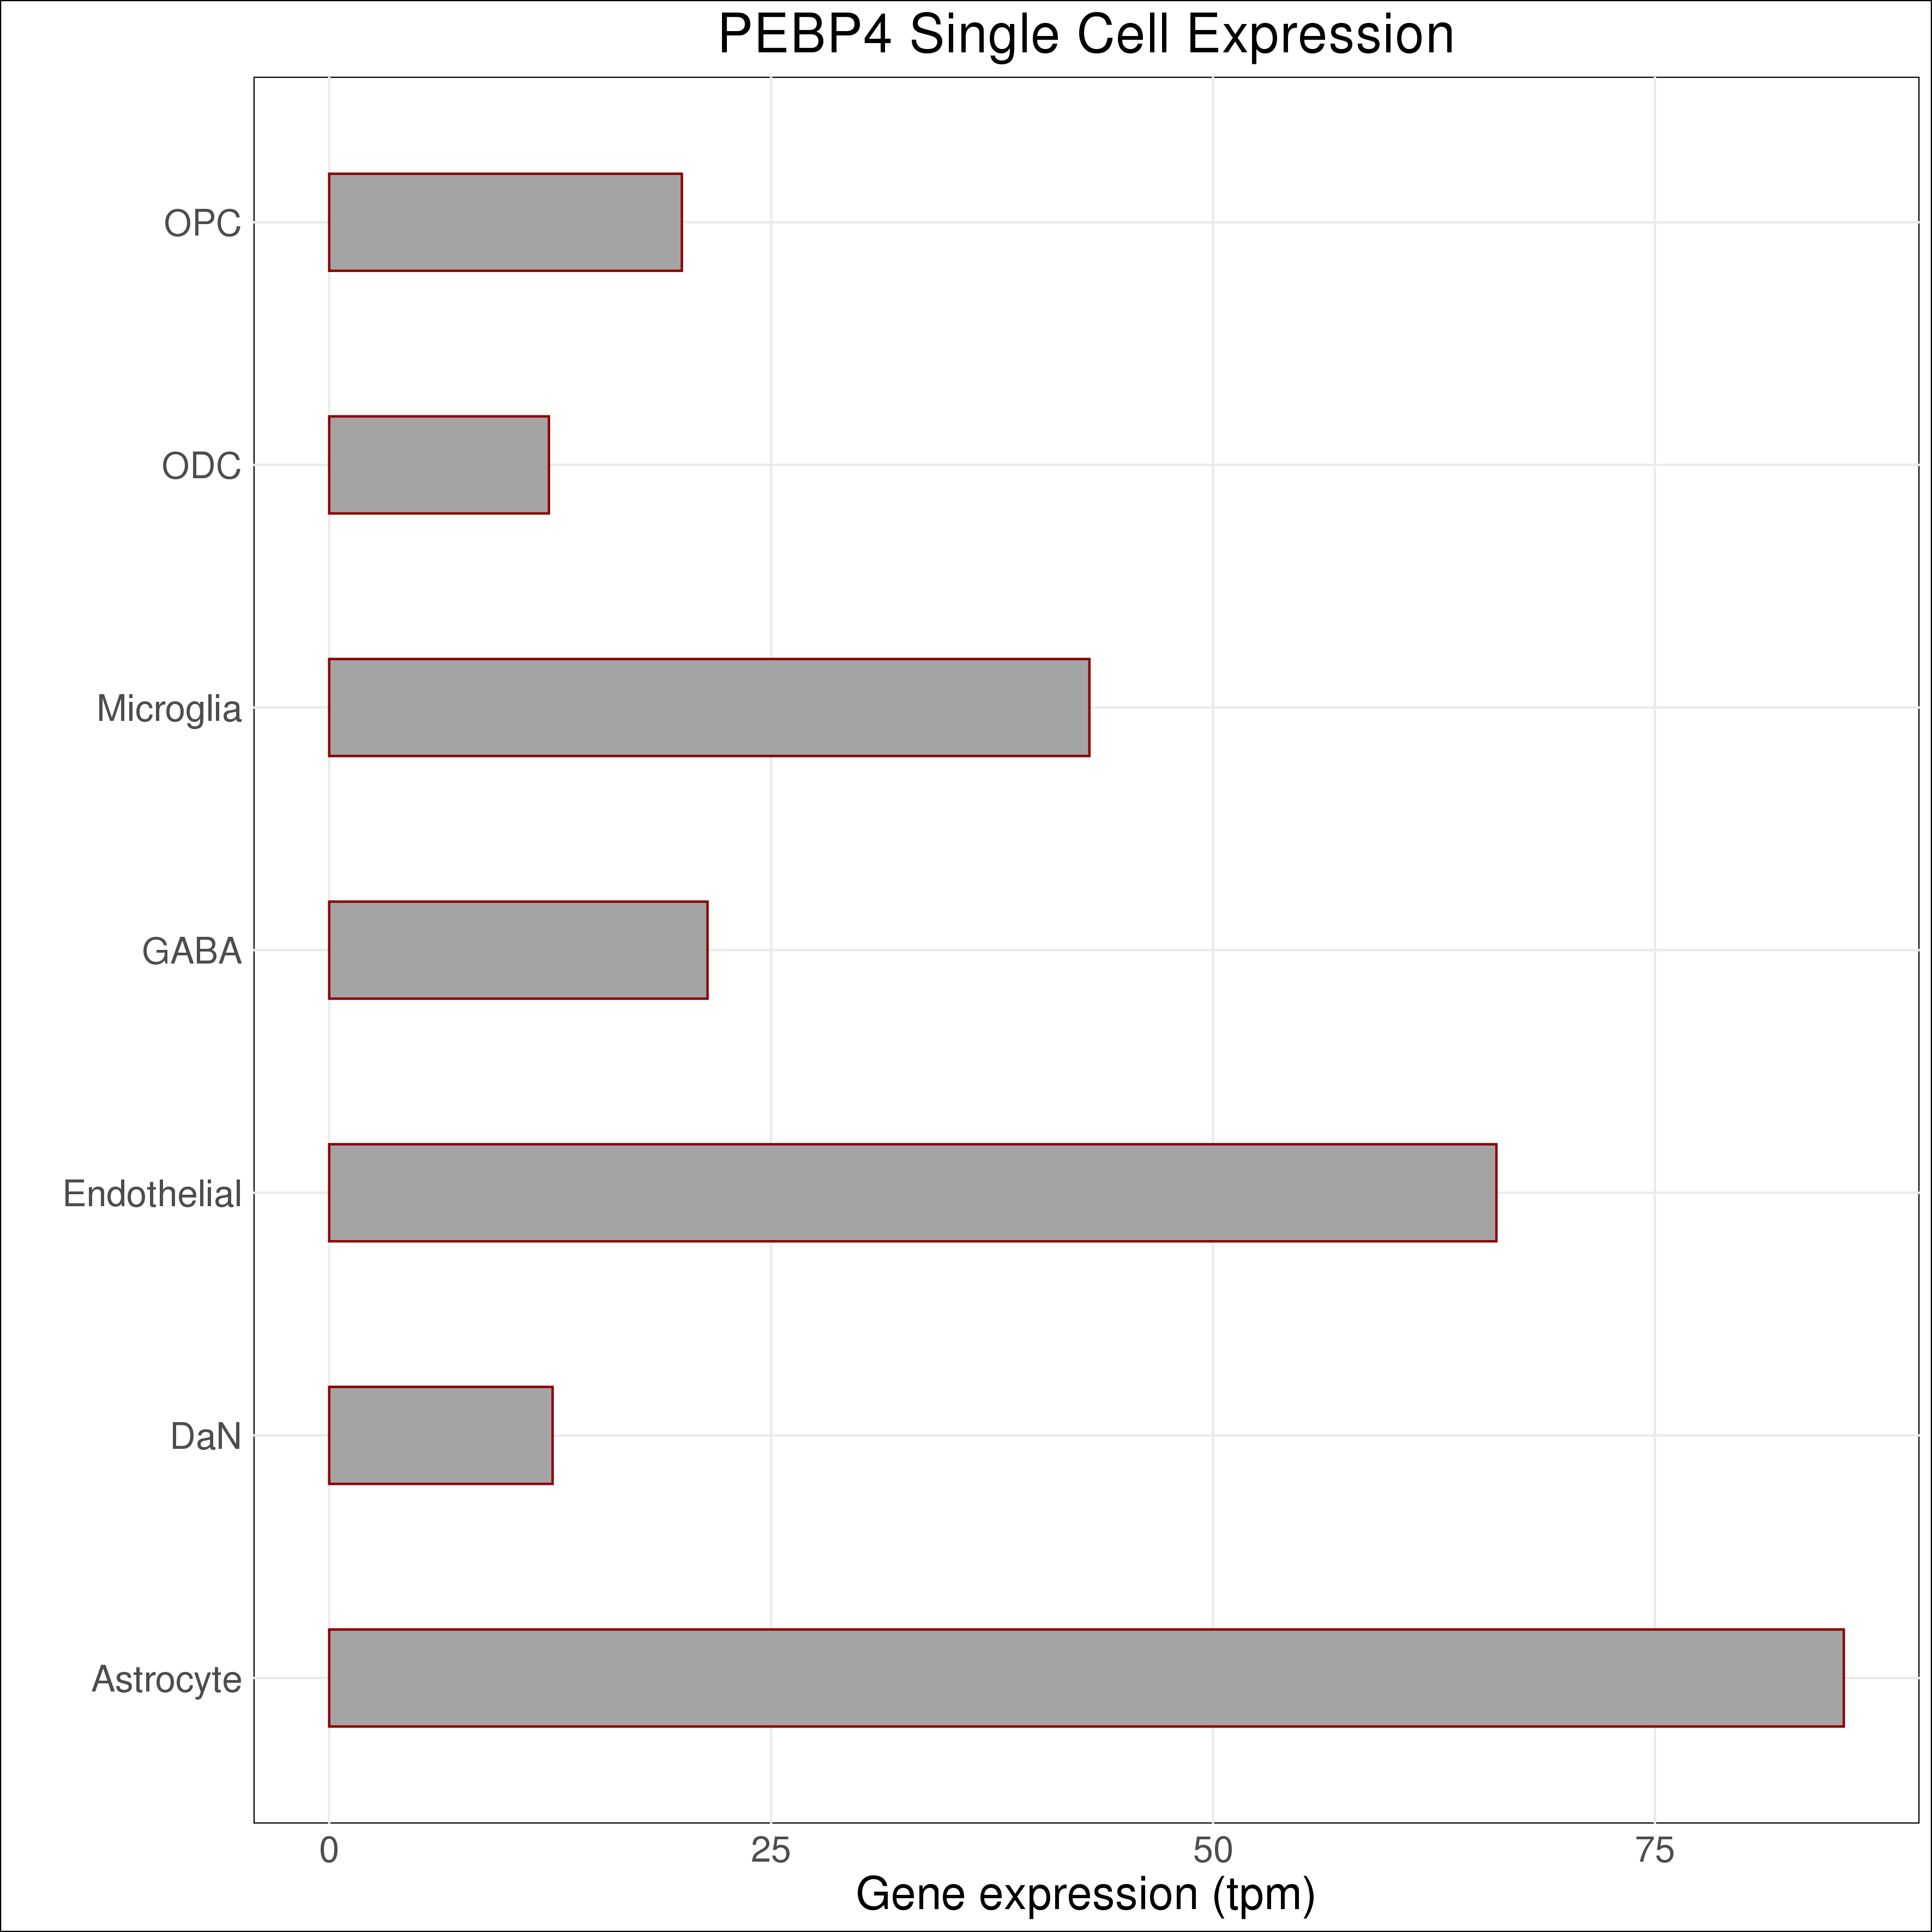 PEBP4 Single Cell Expression
OPC
ODC
Microglia
GABA
Endothelial
DaN
Astrocyte
0 25 50 75
Gene expression (tpm)